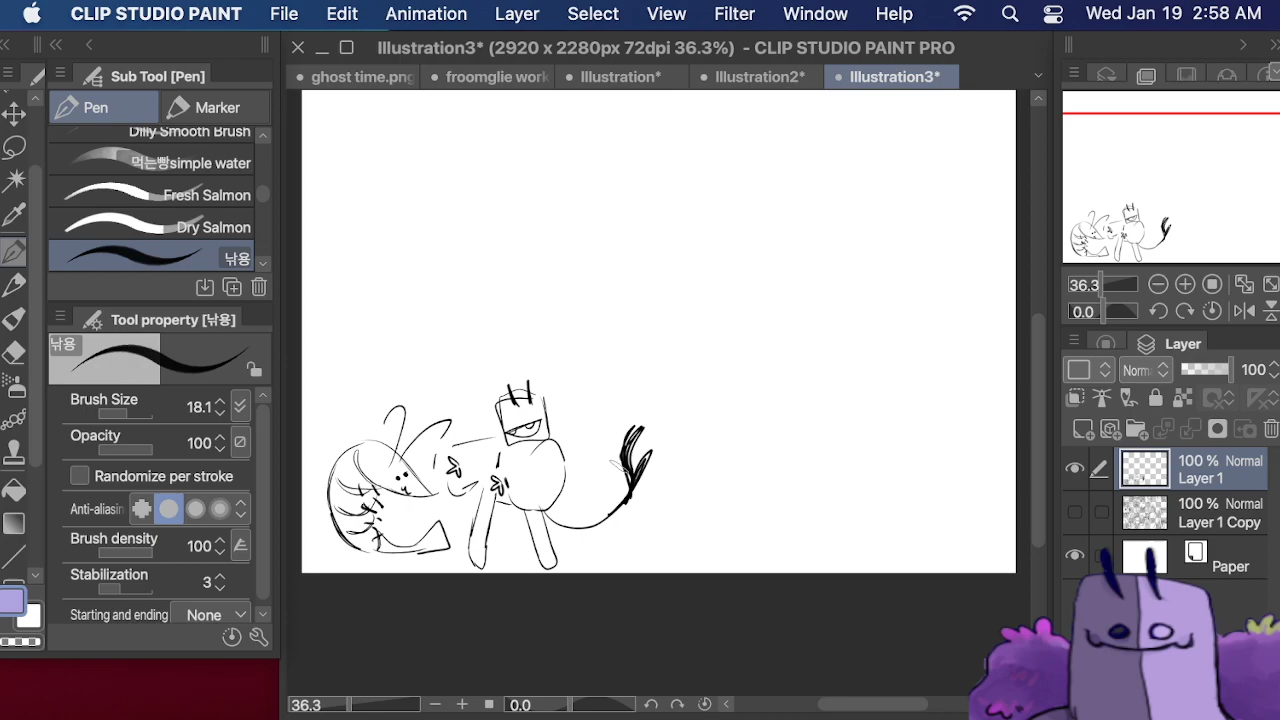 CLIP STUDIO PAINT File Edit Animation Layer Select View Filter Window Help Wed Jan 19 2:58 AM
Illustration3* (2920 x 2280px 72dpi 36.3%) - CLIP STUDIO PAINT PRO
Sub Tool [Pen]
ghost time.png froomglie work Illustration* Illustration2* Illustration3*
Pen Marker
Dilly Smooth Brush
먹는빵simple water
Fresh Salmon
Dry Salmon
낚용
Tool property [낚용]
낚용
Brush Size 18.1
Opacity 100
Randomize per stroke
Anti-aliasin
Brush density 100
Stabilization 3
Starting and ending None
36.3 0.0
36.3
0.0
Layer
Norm 100
100 % Normal
Layer 1
100 % Normal
Layer 1 Copy
Paper